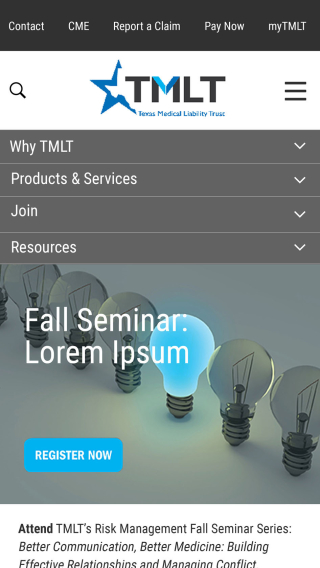 Contact CME Report a Claim Pay Now myTMLT
TMLT
Texas Medical Liability Trust
Why TMLT
Products & Services
Join
Resources
Fall Seminar:
Lorem Ipsum
REGISTER NOW
Attend TMLT's Risk Management Fall Seminar Series:
Better Communication, Better Medicine: Building
Effective Relationships and Managing Conflict